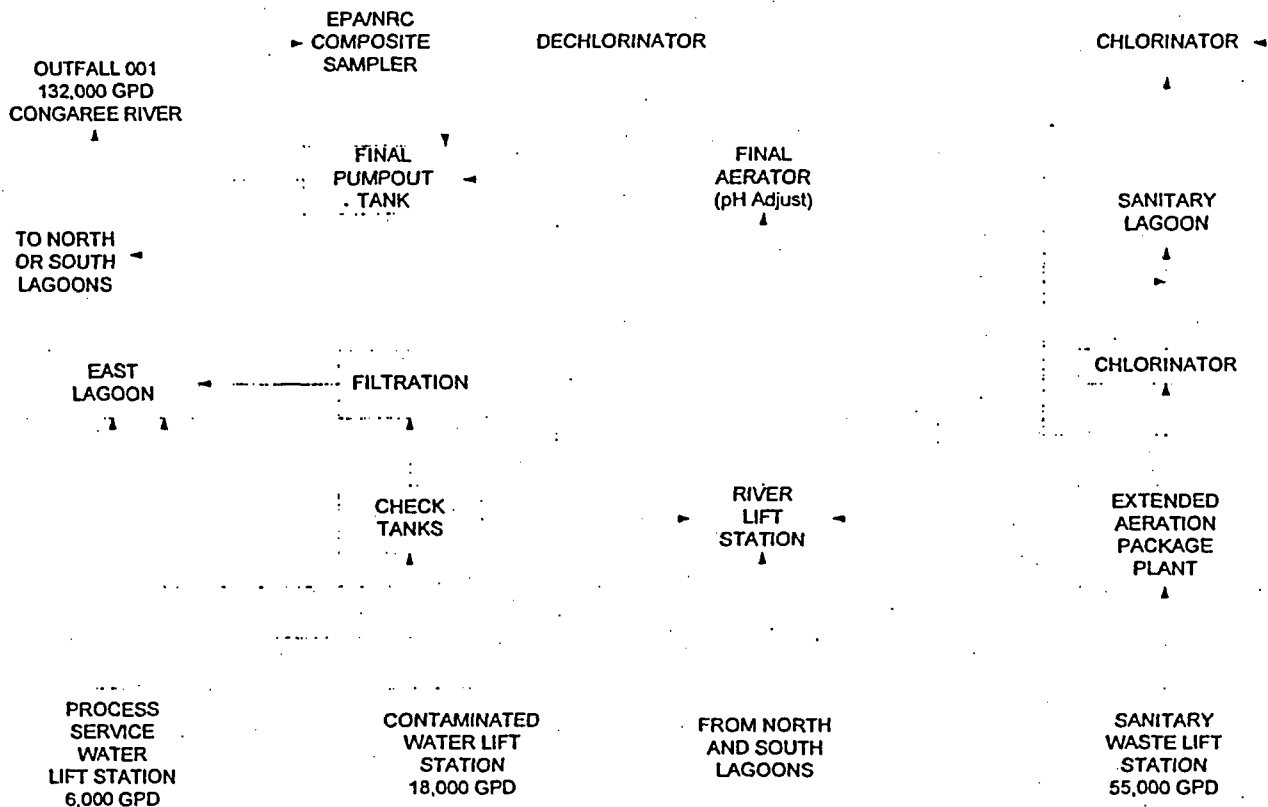 EPA/NRC
COMPOSITE
SAMPLER
DECHLORINATOR
CHLORINATOR
OUTFALL 001
132,000 GPD
CONGAREE RIVER
FINAL
PUMPOUT
TANK
FINAL
AERATOR
(pH Adjust)
SANITARY
LAGOON
TO NORTH
OR SOUTH
LAGOONS
EAST
LAGOON
FILTRATION
CHLORINATOR
CHECK
TANKS
RIVER
LIFT
STATION
EXTENDED
AERATION
PACKAGE
PLANT
PROCESS
SERVICE
WATER
LIFT STATION
6,000 GPD
CONTAMINATED
WATER LIFT
STATION
18,000 GPD
FROM NORTH
AND SOUTH
LAGOONS
SANITARY
WASTE LIFT
STATION
55,000 GPD